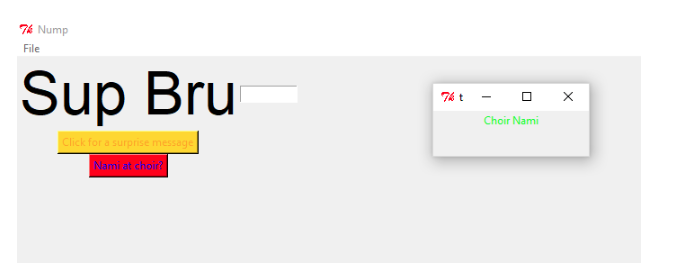 Nump
File
Sup Bru
t
Choir Nami
Click for a surprise message
Nami at choir?